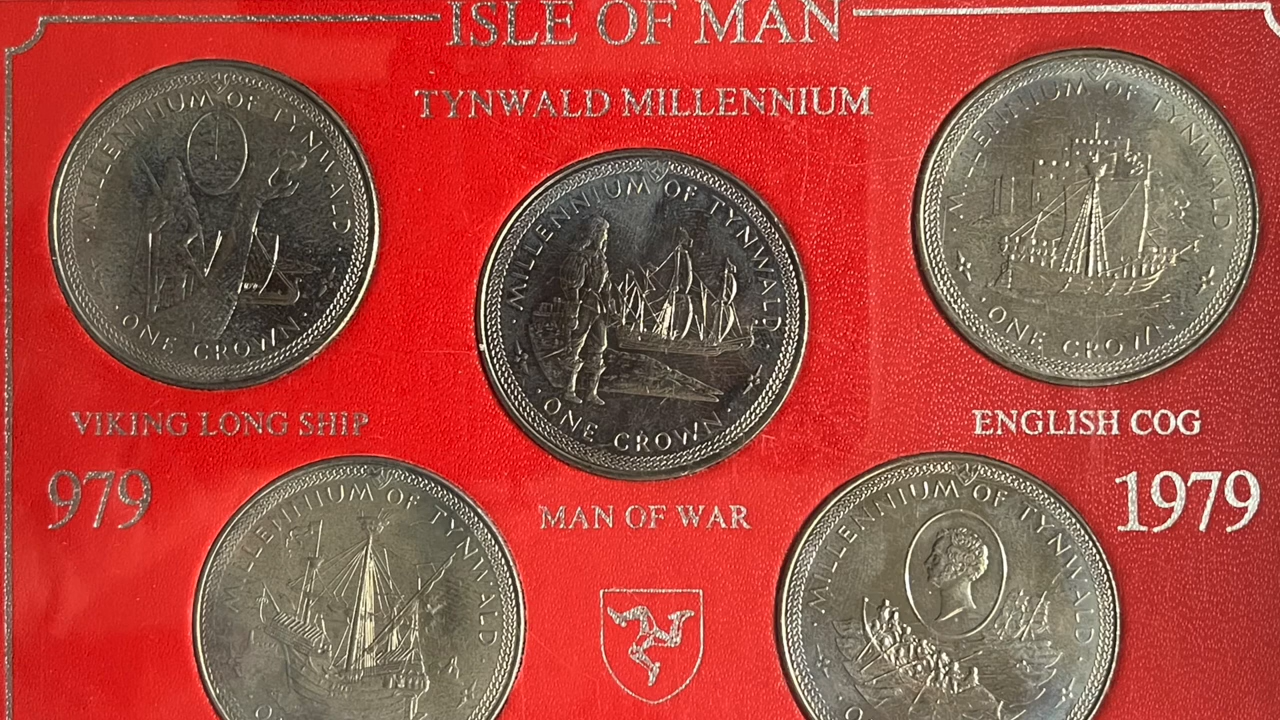 ISLE OF MAN
TYNWALD MILLENNIUM
· MILLENNIUM OF TYNWALD ·
· ONE CROWN ·
· MILLENNIUM OF TYNWALD ·
· ONE CROWN ·
· MILLENNIUM OF TYNWALD ·
· ONE CROWN ·
VIKING LONG SHIP
ENGLISH COG
979
1979
MAN OF WAR
· MILLENNIUM OF TYNWALD ·
· MILLENNIUM OF TYNWALD ·